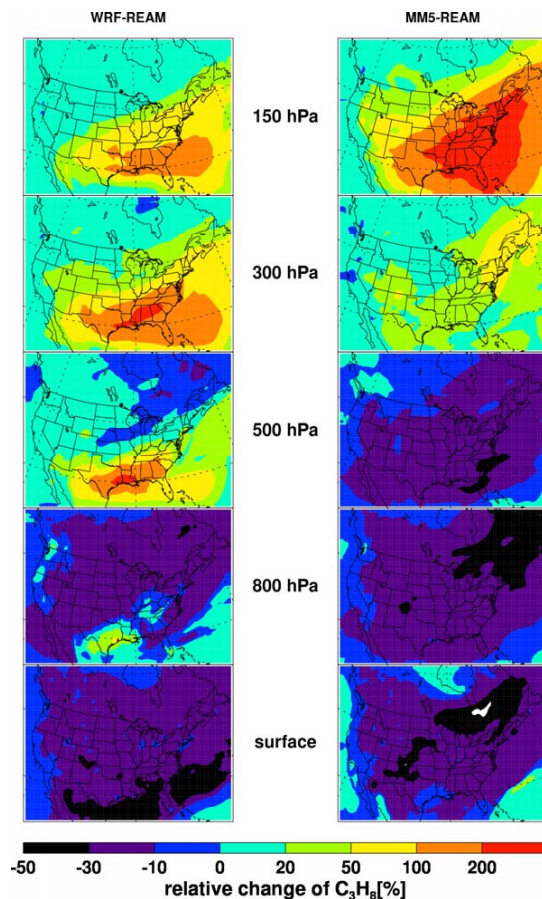 WRF-REAM
MM5-REAM
150 hPa
300 hPa
500 hPa
800 hPa
surface
-50 -30 -10 0 20 50 100 200
relative change of C₃H₈[%]